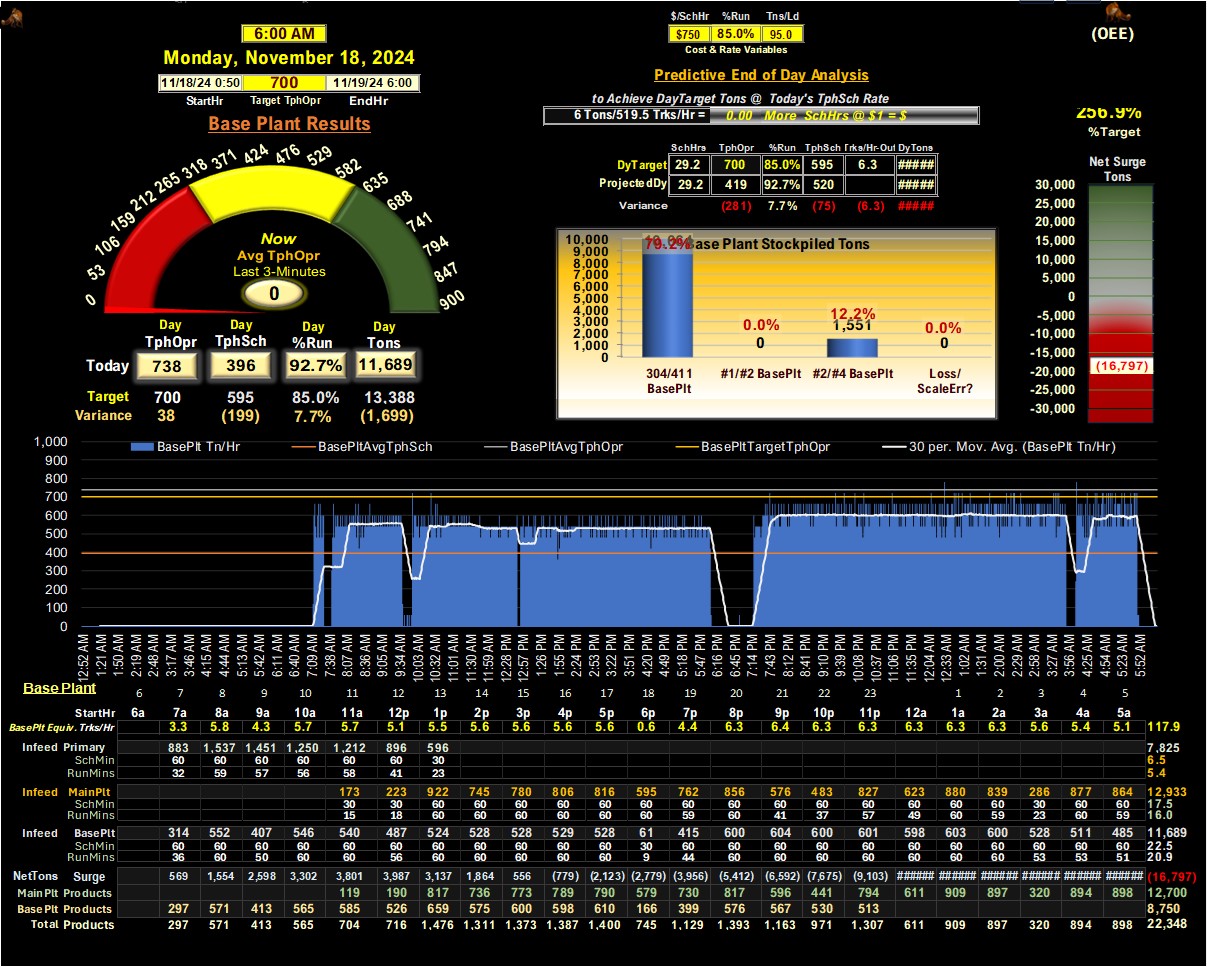 $/SchHr %Run Tns/Ld
6:00 AM
$750 85.0% 95.0
(OEE)
Cost & Rate Variables
Monday, November 18, 2024
Predictive End of Day Analysis
11/18/24 0:50 700 11/19/24 6:00
StartHr Target TphOpr EndHr
to Achieve DayTarget Tons @ Today's TphSch Rate
6 Tons/519.5 Trks/Hr = 0.00 More SchHrs @ $1 = $
256.9%
%Target
Base Plant Results
SchHrs TphOpr %Run TphSch Trks/Hr-Out DyTons
DyTarget 29.2 700 85.0% 595 6.3 #####
ProjectedDy 29.2 419 92.7% 520 #####
Variance (281) 7.7% (75) (6.3) #####
Net Surge
Tons
30,000
25,000
20,000
15,000
10,000
5,000
0
-5,000
-10,000
-15,000
(16,797)
-20,000
-25,000
-30,000
0 53 106 159 212 265 318 371 424 476 529 582 635 688 741 794 847 900
Now
Avg TphOpr
Last 3-Minutes
0
Base Plant Stockpiled Tons
10,000
9,000
8,000
7,000
6,000
5,000
4,000
3,000
2,000
1,000
0
79.2%
0.0% 12.2% 0.0%
0 1,551 0
304/411 #1/#2 BasePlt #2/#4 BasePlt Loss/
BasePlt ScaleErr?
Day Day Day Day
TphOpr TphSch %Run Tons
Today 738 396 92.7% 11,689
Target 700 595 85.0% 13,388
Variance 38 (199) 7.7% (1,699)
BasePlt Tn/Hr BasePltAvgTphSch BasePltAvgTphOpr BasePltTargetTphOpr 30 per. Mov. Avg. (BasePlt Tn/Hr)
1,000
900
800
700
600
500
400
300
200
100
0
12:52 AM 1:21 AM 1:50 AM 2:19 AM 2:48 AM 3:17 AM 3:46 AM 4:15 AM 4:44 AM 5:13 AM 5:42 AM 6:11 AM 6:40 AM 7:09 AM 7:38 AM 8:07 AM 8:36 AM 9:05 AM 9:34 AM 10:03 AM 10:32 AM 11:01 AM 11:30 AM 11:59 AM 12:28 PM 12:57 PM 1:26 PM 1:55 PM 2:24 PM 2:53 PM 3:22 PM 3:51 PM 4:20 PM 4:49 PM 5:18 PM 5:47 PM 6:16 PM 6:45 PM 7:14 PM 7:43 PM 8:12 PM 8:41 PM 9:10 PM 9:39 PM 10:08 PM 10:37 PM 11:06 PM 11:35 PM 12:04 AM 12:33 AM 1:02 AM 1:31 AM 2:00 AM 2:29 AM 2:58 AM 3:27 AM 3:56 AM 4:25 AM 4:54 AM 5:23 AM 5:52 AM
Base Plant 6 7 8 9 10 11 12 13 14 15 16 17 18 19 20 21 22 23 1 2 3 4 5
StartHr 6a 7a 8a 9a 10a 11a 12p 1p 2p 3p 4p 5p 6p 7p 8p 9p 10p 11p 12a 1a 2a 3a 4a 5a
BasePlt Equiv. Trks/Hr 3.3 5.8 4.3 5.7 5.7 5.1 5.5 5.6 5.6 5.6 5.6 0.6 4.4 6.3 6.4 6.3 6.3 6.3 6.3 6.3 5.6 5.4 5.1 117.9
Infeed Primary 883 1,537 1,451 1,250 1,212 896 596 7,825
SchMin 60 60 60 60 60 60 30 6.5
RunMins 32 59 57 56 58 41 23 5.4
Infeed MainPlt 173 223 922 745 780 806 816 595 762 856 576 483 827 623 880 839 286 877 864 12,933
SchMin 30 30 60 60 60 60 60 60 60 60 60 60 60 60 60 60 30 60 60 17.5
RunMins 15 18 60 60 60 60 60 60 59 60 41 37 57 49 60 59 23 60 59 16.0
Infeed BasePlt 314 552 407 546 540 487 524 528 528 529 528 61 415 600 604 600 601 598 603 600 528 511 485 11,689
SchMin 60 60 60 60 60 60 60 60 60 60 60 30 60 60 60 60 60 60 60 60 60 60 60 22.5
RunMins 36 60 50 60 60 56 60 60 60 60 60 9 44 60 60 60 60 60 60 60 53 53 51 20.9
NetTons Surge 569 1,554 2,598 3,302 3,801 3,987 3,137 1,864 556 (779) (2,123) (2,779) (3,956) (5,412) (6,592) (7,675) (9,103) ###### ###### ###### ###### ###### ###### (16,797)
MainPlt Products 119 190 817 736 773 789 790 579 730 817 596 441 794 611 909 897 320 894 898 12,700
BasePlt Products 297 571 413 565 585 526 659 575 600 598 610 166 399 576 567 530 513 8,750
Total Products 297 571 413 565 704 716 1,476 1,311 1,373 1,387 1,400 745 1,129 1,393 1,163 971 1,307 611 909 897 320 894 898 22,348